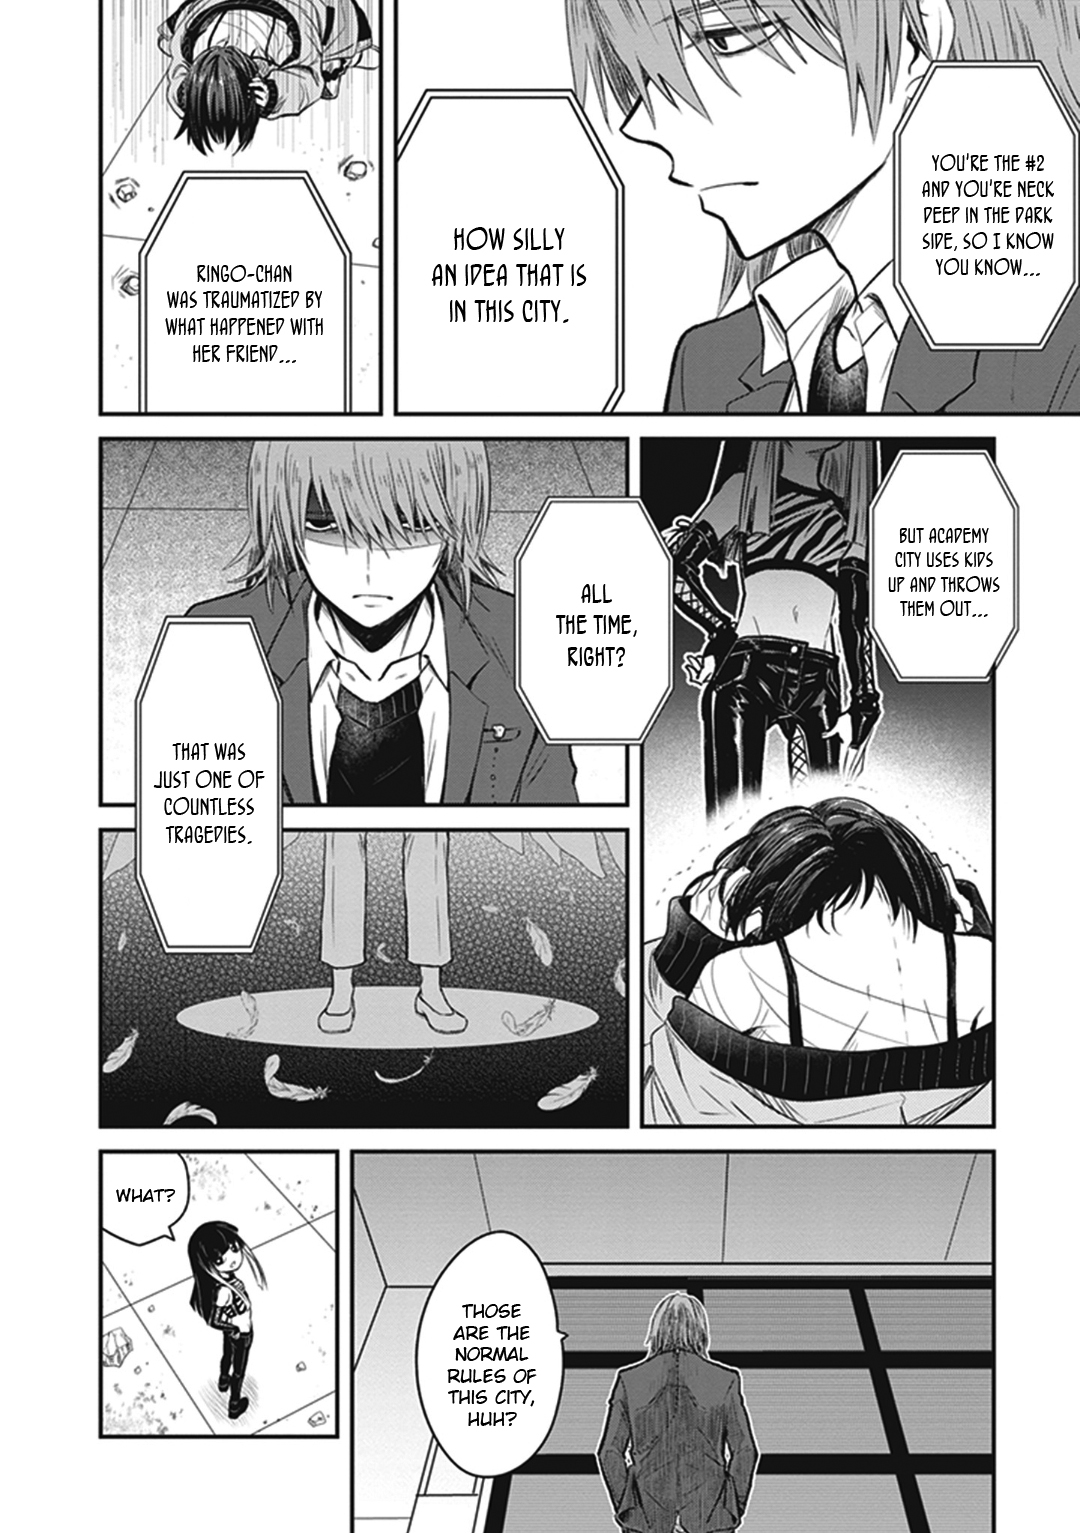 YOU'RE THE #2
AND YOU'RE NECK
DEEP IN THE DARK
SIDE, SO I KNOW
YOU KNOW...
HOW SILLY
AN IDEA THAT IS
IN THIS CITY.
RINGO-CHAN
WAS TRAUMATIZED BY
WHAT HAPPENED WITH
HER FRIEND...
BUT ACADEMY
CITY USES KIDS
UP AND THROWS
THEM OUT...
ALL
THE TIME,
RIGHT?
THAT WAS
JUST ONE OF
COUNTLESS
TRAGEDIES.
THOSE
ARE THE
NORMAL
RULES OF
THIS CITY,
HUH?
WHAT?